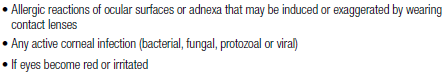 • Allergic reactions of ocular surfaces or adnexa that may be induced or exaggerated by wearing
contact lenses
• Any active corneal infection (bacterial, fungal, protozoal or viral)
• If eyes become red or irritated